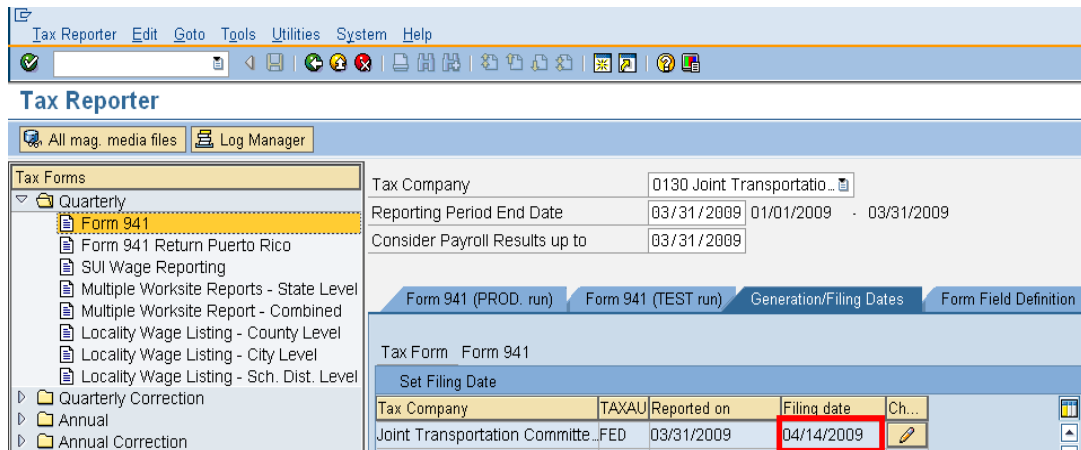 Tax Reporter Edit Goto Tools Utilities System Help
Tax Reporter
All mag. media files Log Manager
Tax Forms
Quarterly
Form 941
Form 941 Return Puerto Rico
SUI Wage Reporting
Multiple Worksite Reports - State Level
Multiple Worksite Report - Combined
Locality Wage Listing - County Level
Locality Wage Listing - City Level
Locality Wage Listing - Sch. Dist. Level
Quarterly Correction
Annual
Annual Correction
Tax Company 0130 Joint Transportatio...
Reporting Period End Date 03/31/2009 01/01/2009 - 03/31/2009
Consider Payroll Results up to 03/31/2009
Form 941 (PROD. run) Form 941 (TEST run) Generation/Filing Dates Form Field Definition
Tax Form Form 941
Set Filing Date
Tax Company TAXAU Reported on Filing date Ch...
Joint Transportation Committe... FED 03/31/2009 04/14/2009